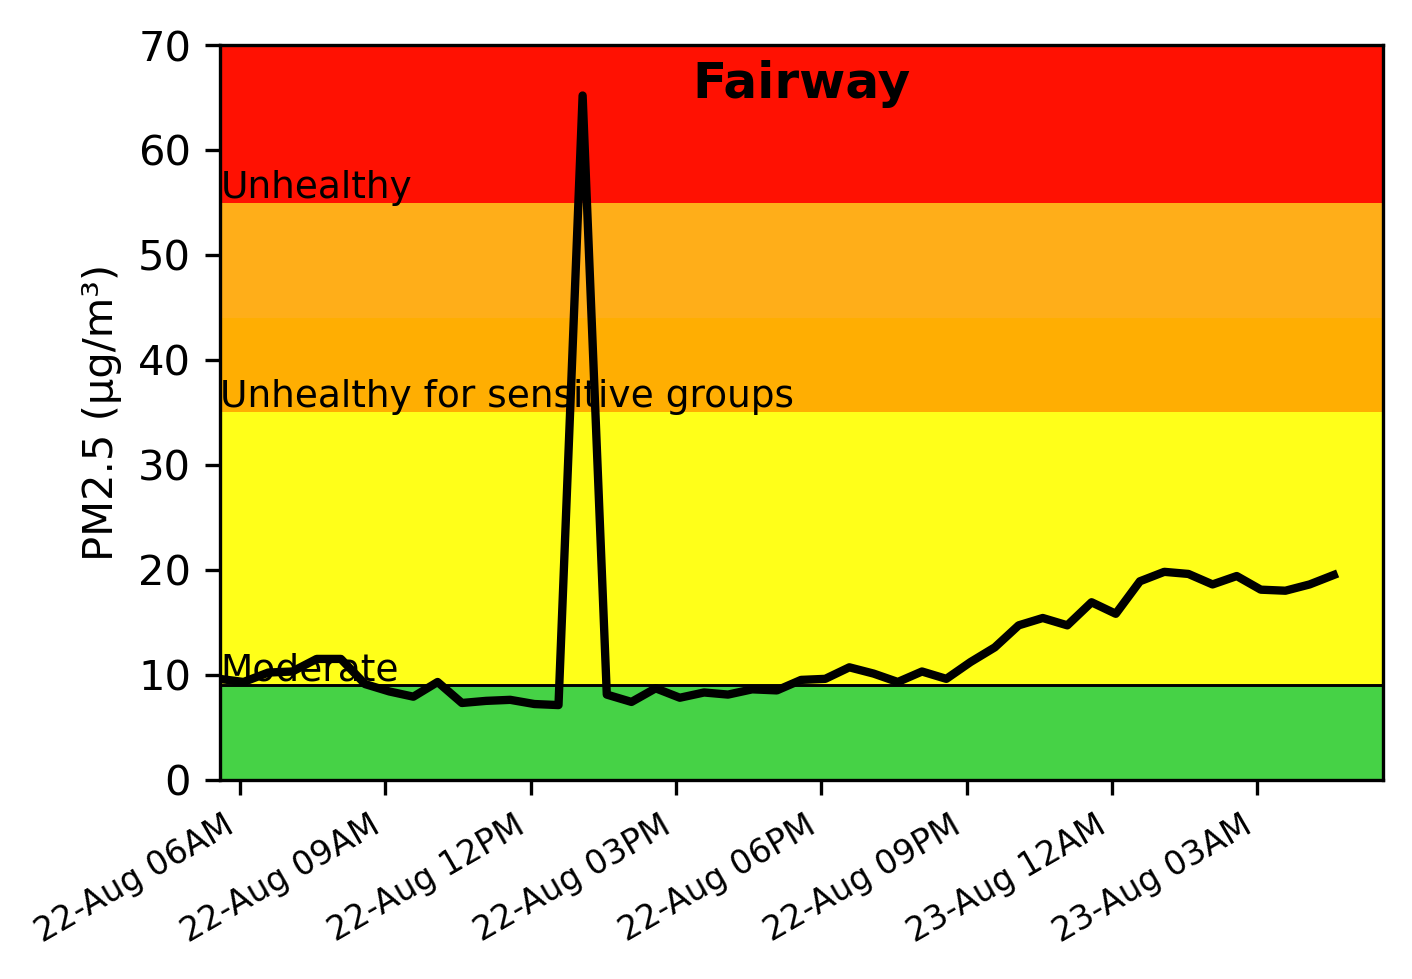 Fairway
PM2.5 (µg/m³)
70
60
50
40
30
20
10
0
Unhealthy
Unhealthy for sensitive groups
Moderate
22-Aug 06AM
22-Aug 09AM
22-Aug 12PM
22-Aug 03PM
22-Aug 06PM
22-Aug 09PM
23-Aug 12AM
23-Aug 03AM